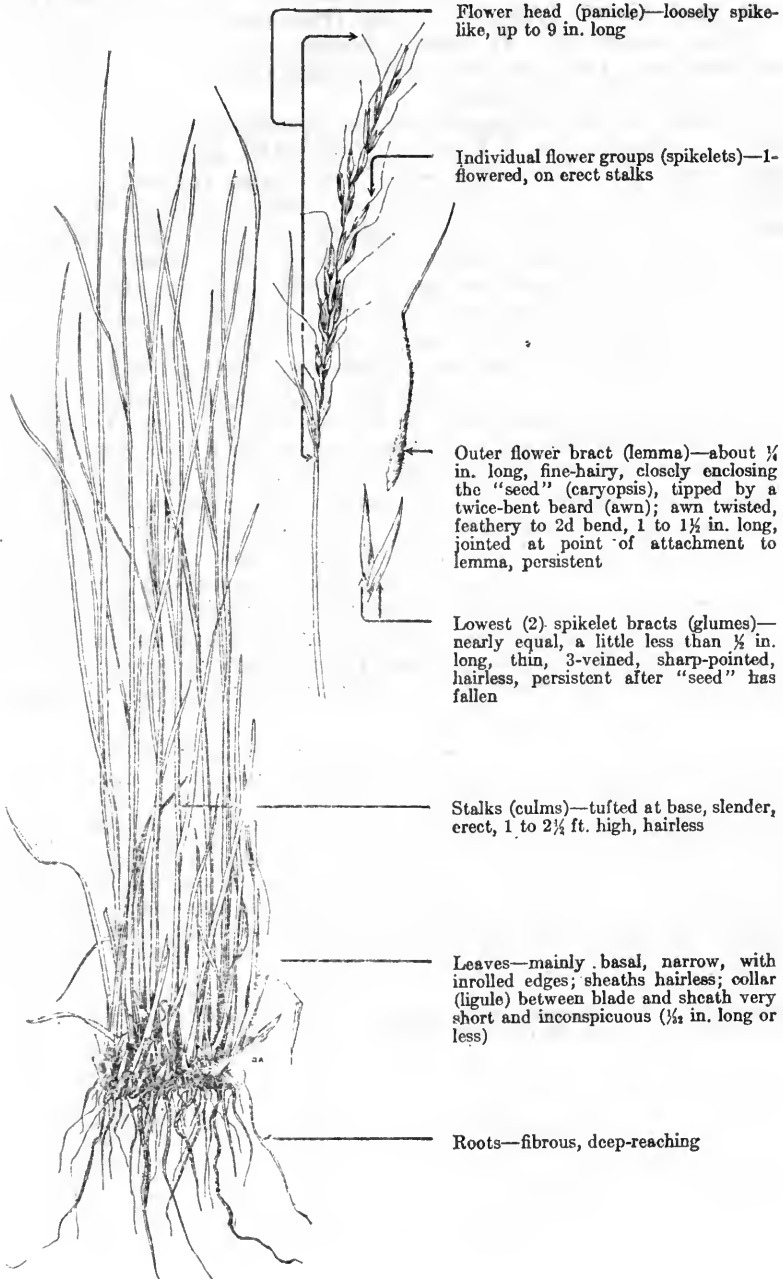 Flower head (panicle)—loosely spike-
like, up to 9 in. long
Individual flower groups (spikelets)—1-
flowered, on erect stalks
Outer flower bract (lemma)—about ¼
in. long, fine-hairy, closely enclosing
the "seed" (caryopsis), tipped by a
twice-bent beard (awn); awn twisted,
feathery to 2d bend, 1 to 1½ in. long,
jointed at point of attachment to
lemma, persistent
Lowest (2) spikelet bracts (glumes)—
nearly equal, a little less than ½ in.
long, thin, 3-veined, sharp-pointed,
hairless, persistent after "seed" has
fallen
Stalks (culms)—tufted at base, slender,
erect, 1 to 2½ ft. high, hairless
Leaves—mainly basal, narrow, with
inrolled edges; sheaths hairless; collar
(ligule) between blade and sheath very
short and inconspicuous (1/32 in. long or
less)
Roots—fibrous, deep-reaching